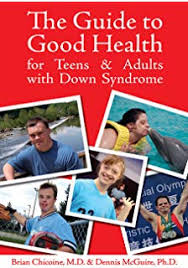 The Guide to
Good Health
for Teens & Adults
with Down Syndrome
Brian Chicoine, M.D. & Dennis McGuire, Ph.D.